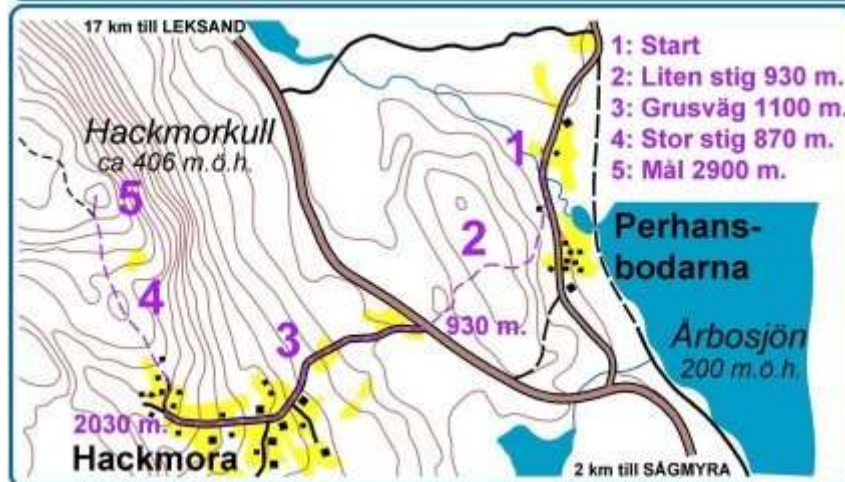 17 km till LEKSAND
1: Start
2: Liten stig 930 m.
3: Grusväg 1100 m.
4: Stor stig 870 m.
5: Mål 2900 m.
Hackmorkull
ca 406 m.ö.h.
1
5
2
Perhans-
bodarna
4
3
930 m.
Årbosjön
200 m.ö.h.
2030 m.
Hackmora
2 km till SÅGMYRA